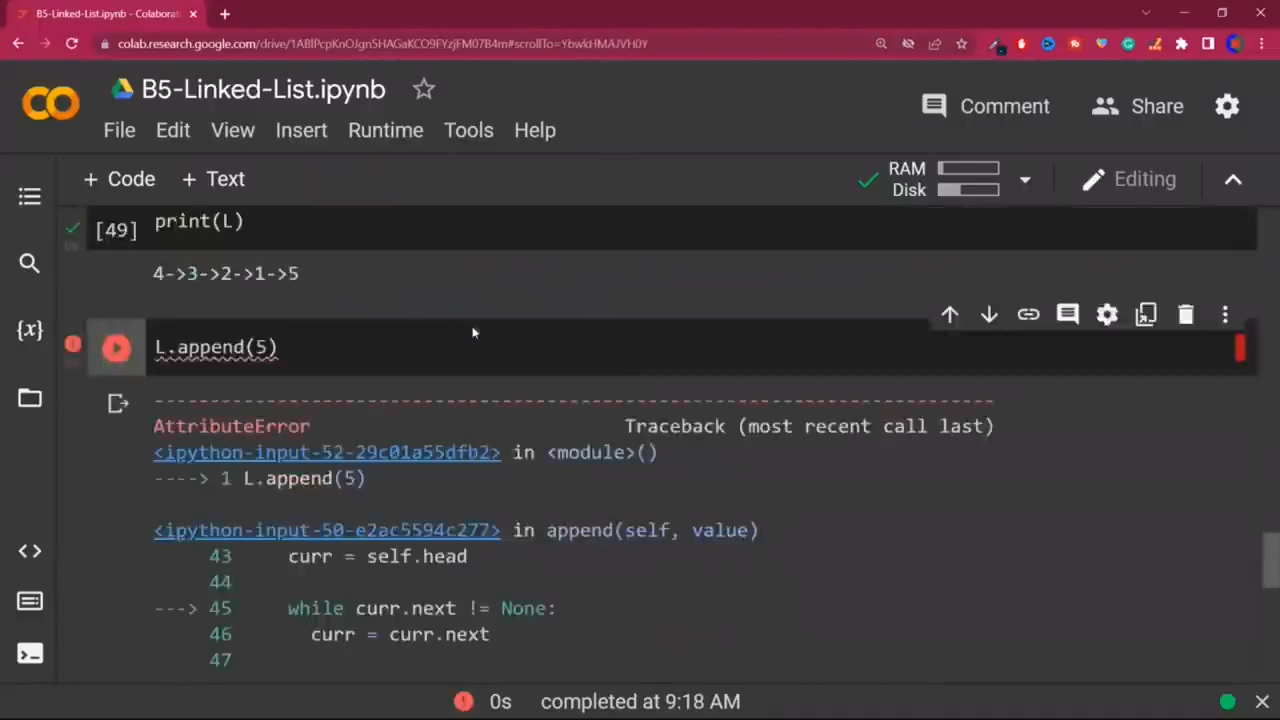 B5-Linked-List.ipynb - Colaborat
colab.research.google.com/drive/1ABlPcpKnOJgnSHAGaKCO9FYzjFM07B4m#scrollTo=YbwkHMAJVH0Y
B5-Linked-List.ipynb
Comment
Share
File Edit View Insert Runtime Tools Help
+ Code + Text
RAM
Disk
Editing
print(L)
[49]
4->3->2->1->5
L.append(5)
AttributeError Traceback (most recent call last)
<ipython-input-52-29c01a55dfb2> in <module>()
----> 1 L.append(5)
<ipython-input-50-e2ac5594c277> in append(self, value)
43 curr = self.head
44
---> 45 while curr.next != None:
46 curr = curr.next
47
0s completed at 9:18 AM